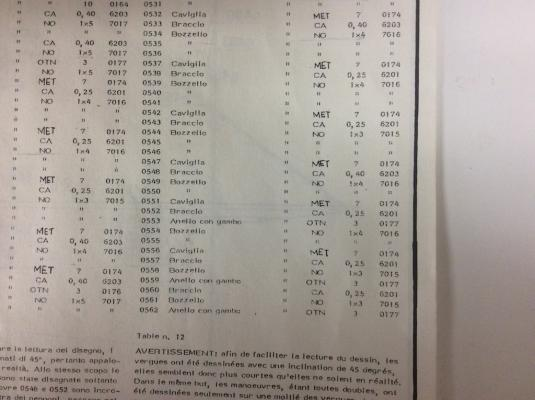 " " 10 0164 0531 "
" CA 0,40 6203 0532 Caviglia " MET 7 0174
" NO 1x5 7017 0533 Braccio " CA 0,40 6203
" " " " 0534 Bozzello " NO 1x4 7016
" CA 0,35 6203 0535 " " " " "
" NO 1x5 7017 0536 " " " " "
" OTN 3 0177 0537 Caviglia " MET 7 0174
" NO 1x5 7017 0538 Braccio " CA 0,25 6201
" MET 7 0174 0539 Bozzello " NO 1x4 7016
" CA 0,25 6201 0540 " " " " "
" NO 1x4 7016 0541 " " " " "
" " " " 0542 Caviglia " MET 7 0174
" " " " 0543 Braccio " CA 0,25 6201
" MET 7 0174 0544 Bozzello " NO 1x3 7015
" CA 0,25 6201 0545 " " " " "
" NO 1x4 7016 0546 " " " " "
" " " " 0547 Caviglia " MET 7 0174
" " " " 0548 Braccio " CA 0,25 6201
" MET 7 0174 0549 Bozzello " NO 1x4 7016
" CA 0,25 6201 0550 " " " " "
" NO 1x3 7015 0551 Caviglia " MET 7 0174
" " " " 0552 Braccio " CA 0,25 6201
" " " " 0553 Anello con gambo " OTN 3 0177
" MET 7 0174 0554 Bozzello " NO 1x4 7016
" CA 0,40 6203 0555 " " " " "
" NO 1x4 7016 0556 Caviglia " MET 7 0174
" " " " 0557 Braccio " CA 0,25 6201
" MET 7 0174 0558 Bozzello " NO 1x3 7015
" CA 0,40 6203 0559 Anello con gambo " OTN 3 0177
" OTN 3 0176 0560 Braccio " CA 0,25 6201
" NO 1x5 7017 0561 Bozzello " NO 1x3 7015
0562 Anello con gambo " OTN 3 0177
Table n. 12
re la lettura del disegno, i
nati di 45°, pertanto appaio-
realtà. Allo stesso scopo le
sono state disegnate soltanto
ovre 0546 e 0552 sono incro-
AVERTISSEMENT: afin de faciliter la lecture du dessin, les
vergues ont été dessinées avec une inclination de 45 degrés,
elles semblent donc plus courtes qu'elles ne soient en réalité.
Dans le même but, les manoeuvres, étant toutes doubles, ont
été dessinées seulement sur une moitié des vergues